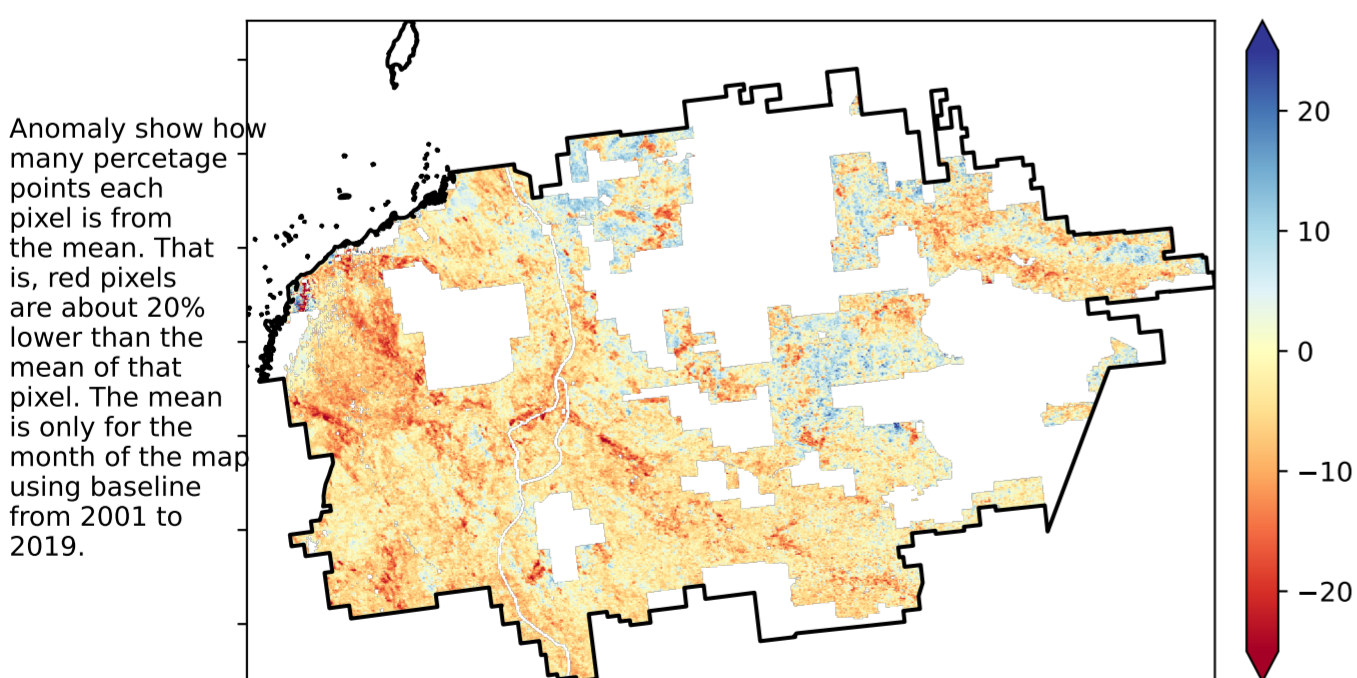 Anomaly show how
many percetage
points each
pixel is from
the mean. That
is, red pixels
are about 20%
lower than the
mean of that
pixel. The mean
is only for the
month of the map
using baseline
from 2001 to
2019.
20
10
0
−10
−20